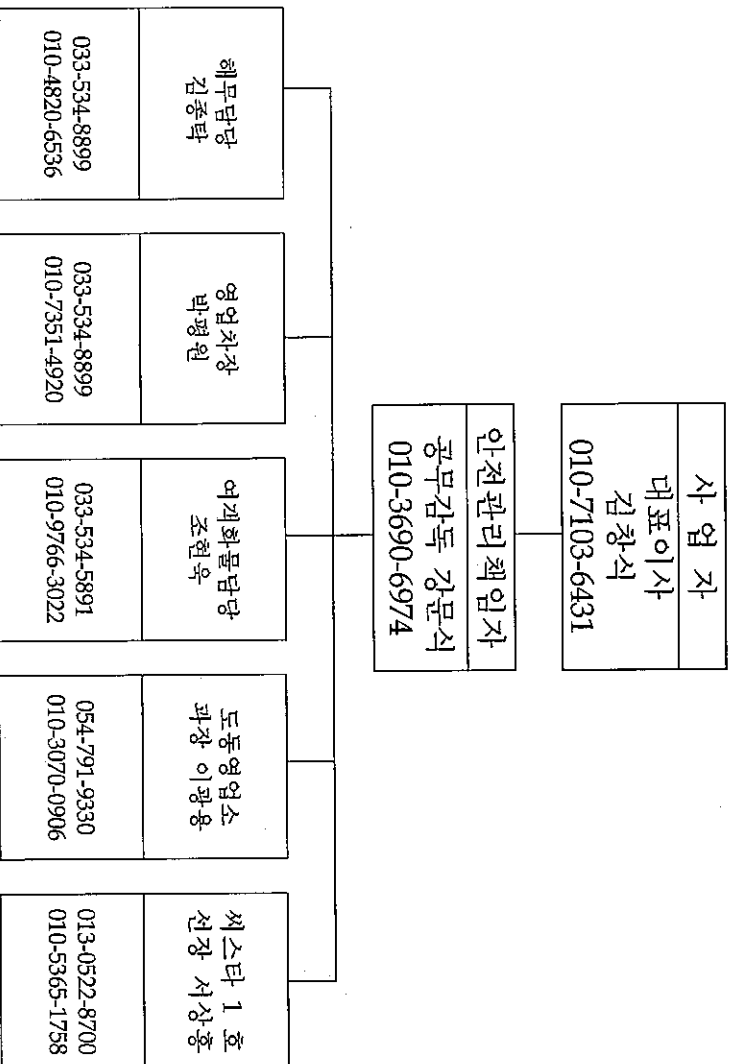 사 업 자
대표이사
김창식
010-7103-6431
안전관리책임자
공무감독 강문식
010-3690-6974
해무담당
김종탁
033-534-8899
010-4820-6536
영업차장
박평원
033-534-8899
010-7351-4920
여객화물담당
조현욱
033-534-5891
010-9766-3022
도동영업소
과장 이광용
054-791-9330
010-3070-0906
씨스타 1 호
선장 서상홍
013-0522-8700
010-5365-1758